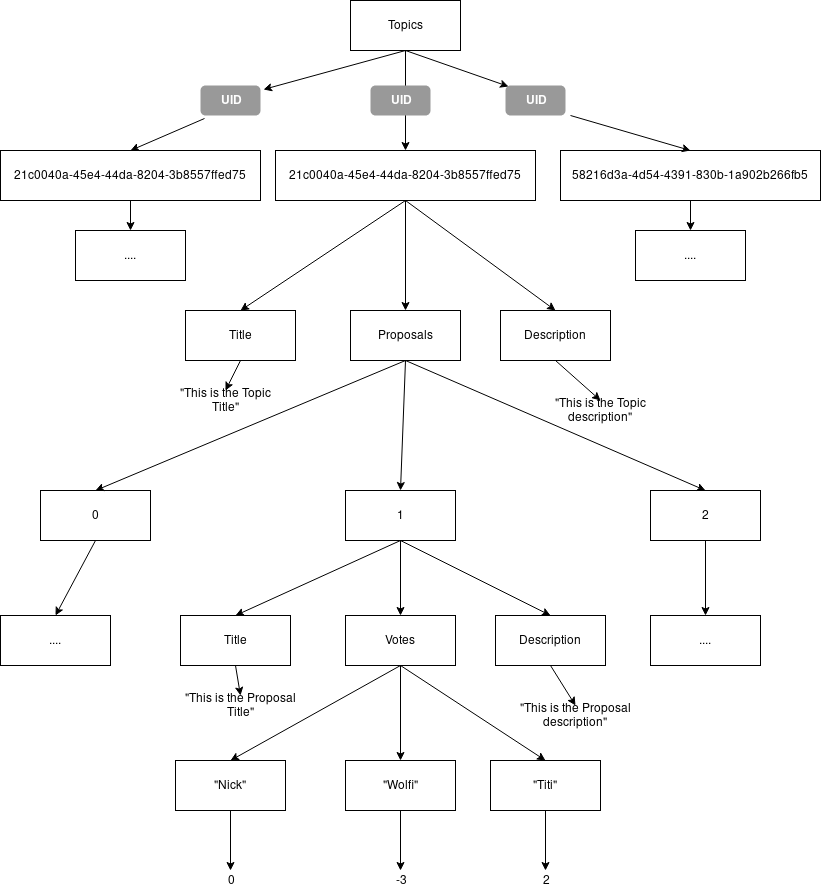 Topics
UID
UID
UID
21c0040a-45e4-44da-8204-3b8557ffed75
21c0040a-45e4-44da-8204-3b8557ffed75
58216d3a-4d54-4391-830b-1a902b266fb5
....
....
Title
Proposals
Description
"This is the Topic
Title"
"This is the Topic
description"
0
1
2
....
Title
Votes
Description
....
"This is the Proposal
Title"
"This is the Proposal
description"
"Nick"
"Wolfi"
"Titi"
0
-3
2